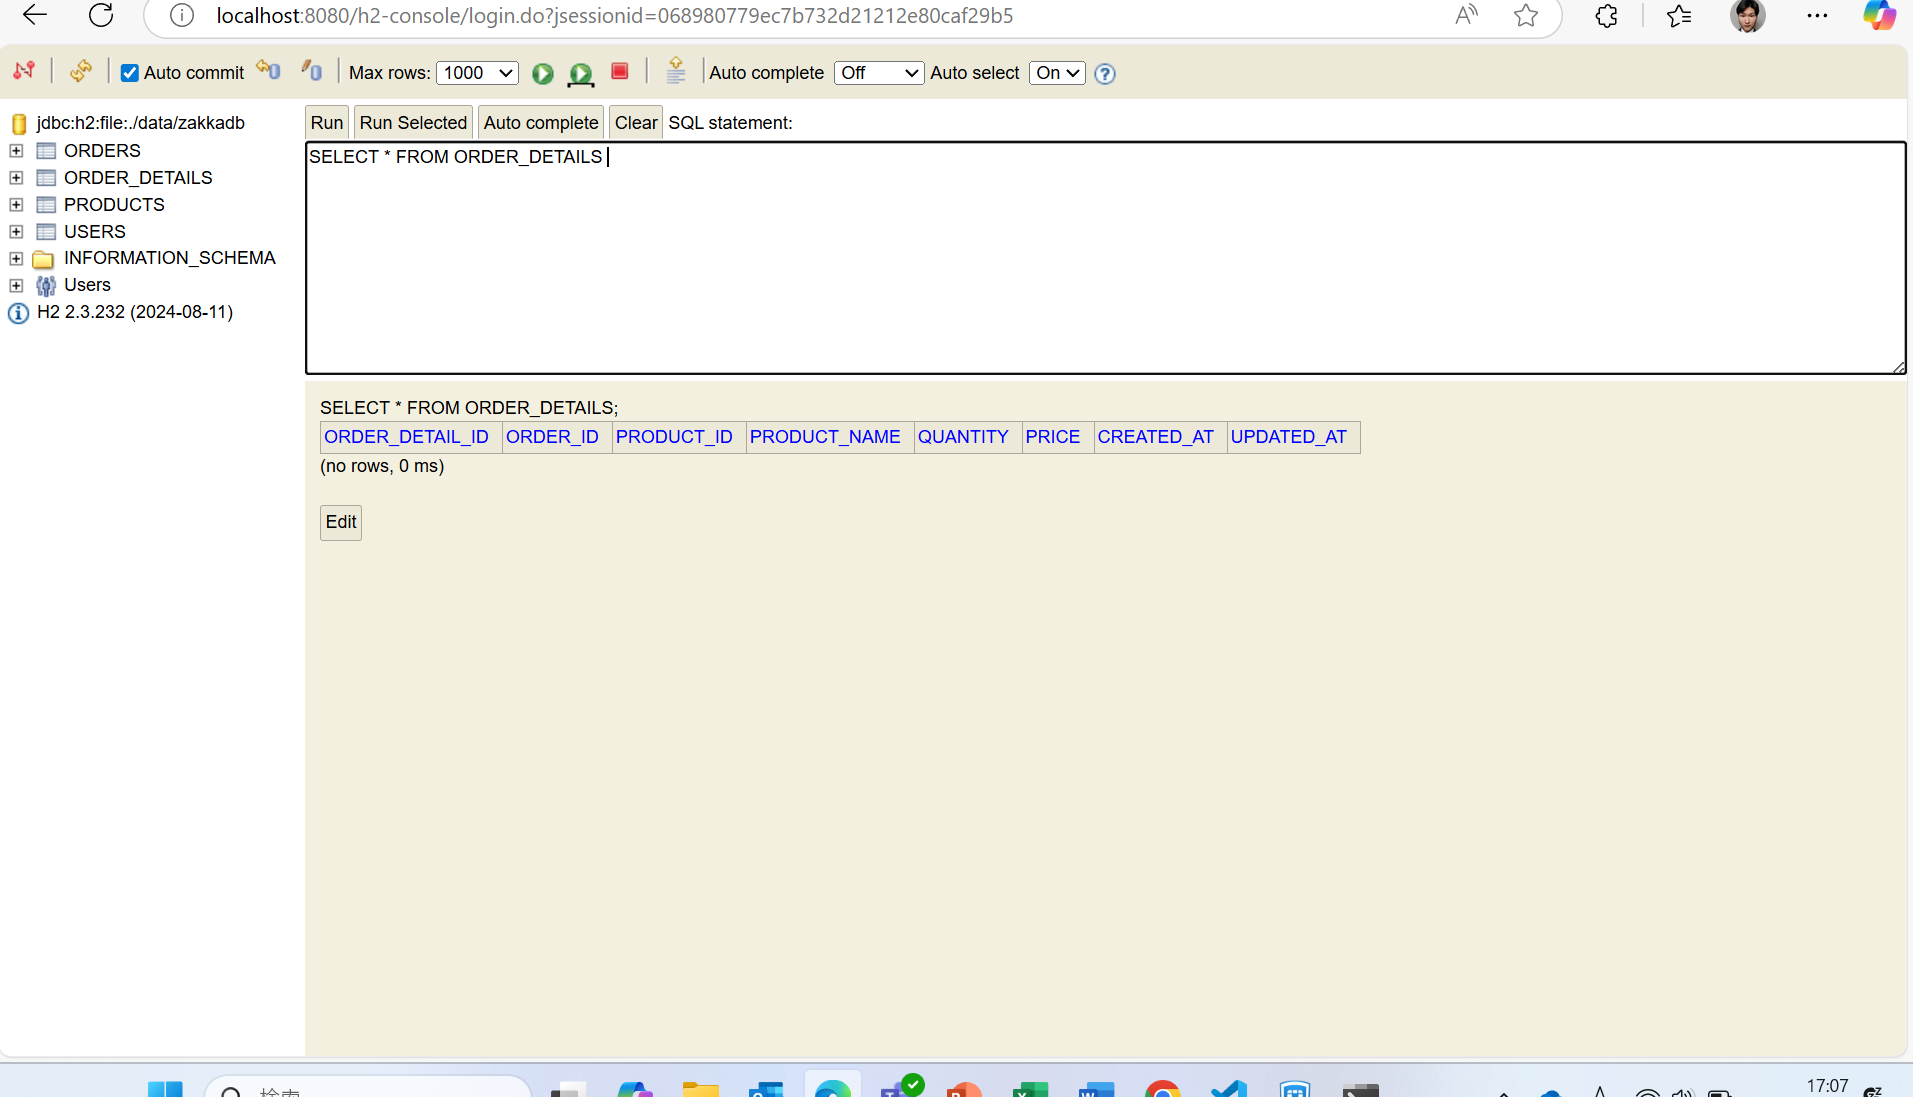 localhost:8080/h2-console/login.do?jsessionid=068980779ec7b732d21212e80caf29b5
Auto commit Max rows: 1000 Auto complete Off Auto select On
jdbc:h2:file:./data/zakkadb
ORDERS
ORDER_DETAILS
PRODUCTS
USERS
INFORMATION_SCHEMA
Users
H2 2.3.232 (2024-08-11)
Run Run Selected Auto complete Clear SQL statement:
SELECT * FROM ORDER_DETAILS
SELECT * FROM ORDER_DETAILS;
ORDER_DETAIL_ID ORDER_ID PRODUCT_ID PRODUCT_NAME QUANTITY PRICE CREATED_AT UPDATED_AT
(no rows, 0 ms)
Edit
検索
17:07